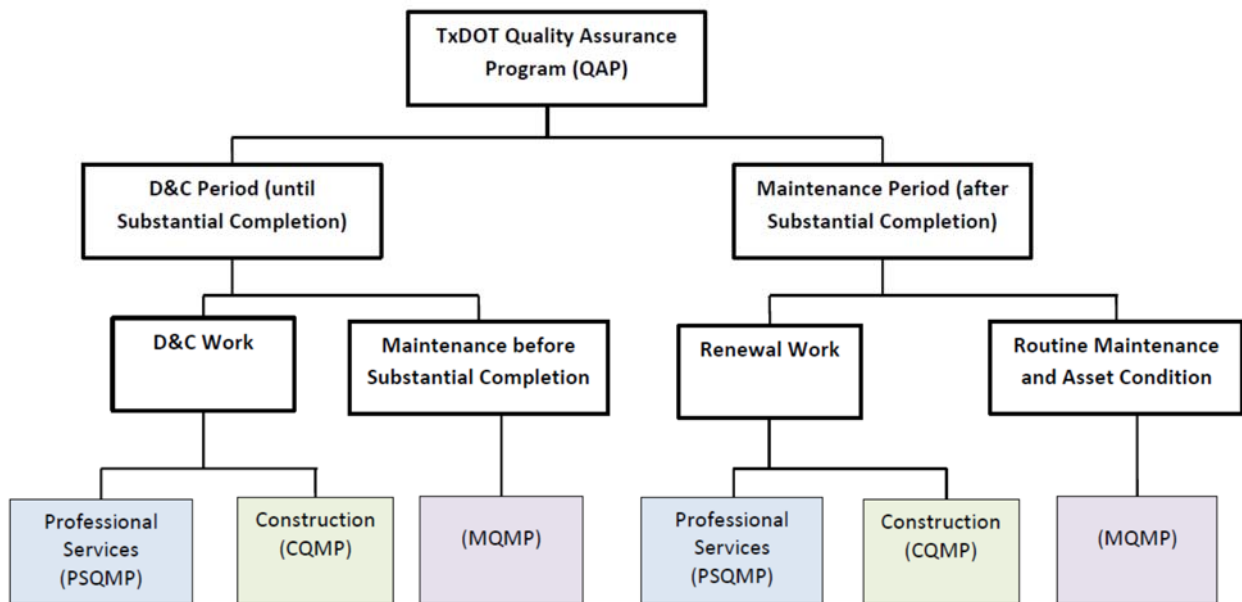 TxDOT Quality Assurance
Program (QAP)
D&C Period (until
Substantial Completion)
Maintenance Period (after
Substantial Completion)
D&C Work
Maintenance before
Substantial Completion
Renewal Work
Routine Maintenance
and Asset Condition
Professional
Services
(PSQMP)
Construction
(CQMP)
(MQMP)
Professional
Services
(PSQMP)
Construction
(CQMP)
(MQMP)